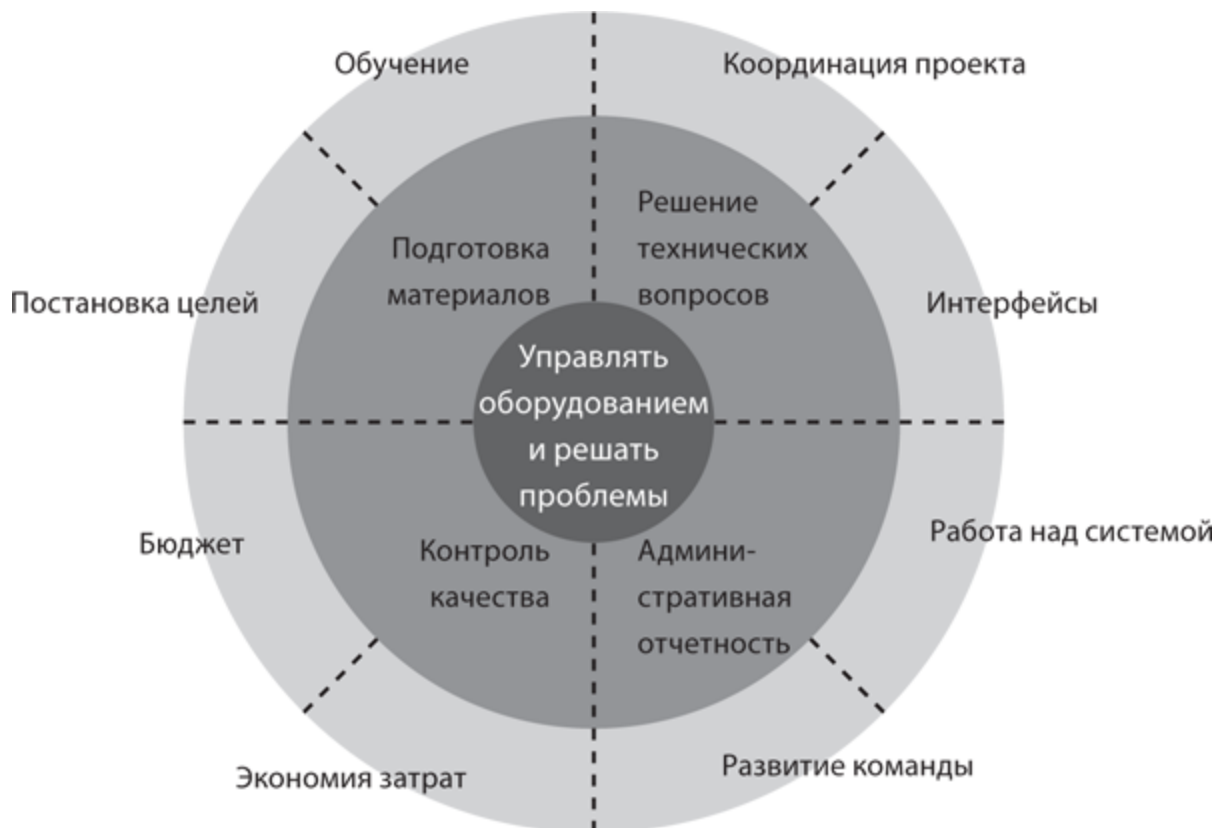 Обучение
Координация проекта
Решение
технических
вопросов
Подготовка
материалов
Постановка целей
Интерфейсы
Управлять
оборудованием
и решать
проблемы
Бюджет
Контроль
качества
Админи-
стративная
отчетность
Работа над системой
Экономия затрат
Развитие команды